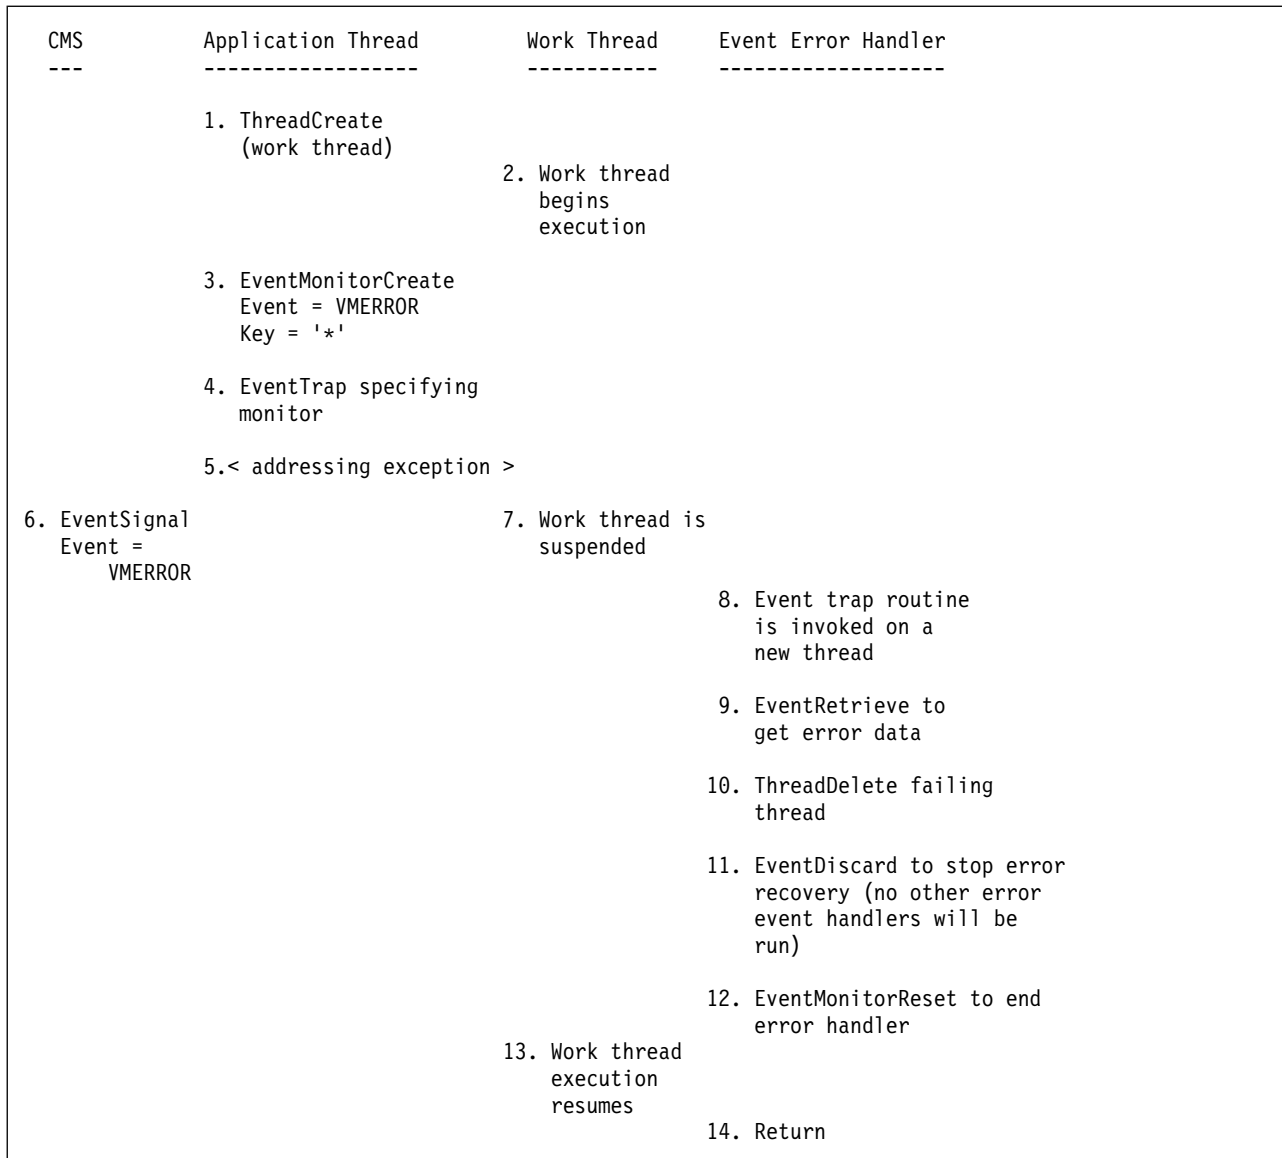 CMS Application Thread Work Thread Event Error Handler
--- ------------------ ----------- -------------------
1. ThreadCreate
(work thread)
2. Work thread
begins
execution
3. EventMonitorCreate
Event = VMERROR
Key = '*'
4. EventTrap specifying
monitor
5.< addressing exception >
6. EventSignal 7. Work thread is
Event = suspended
VMERROR
8. Event trap routine
is invoked on a
new thread
9. EventRetrieve to
get error data
10. ThreadDelete failing
thread
11. EventDiscard to stop error
recovery (no other error
event handlers will be
run)
12. EventMonitorReset to end
error handler
13. Work thread
execution
resumes
14. Return